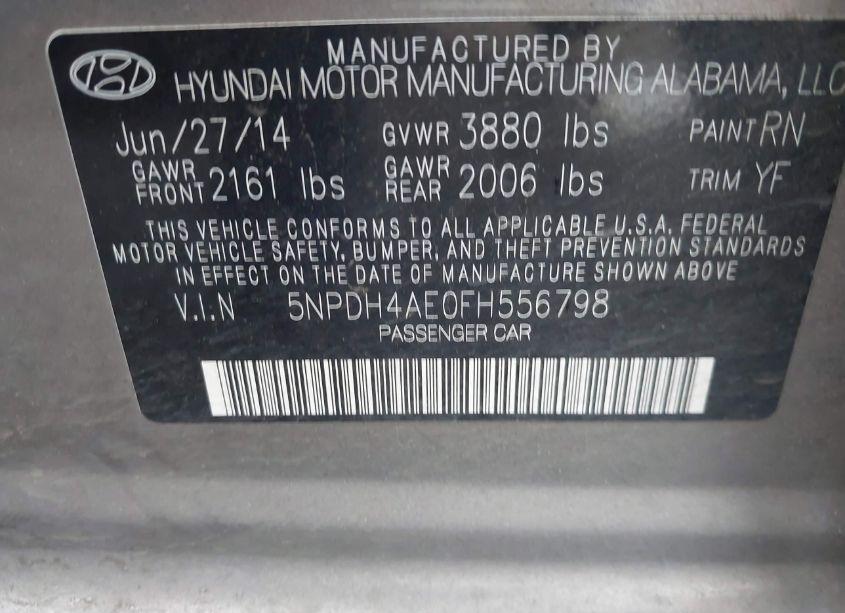 MANUFACTURED BY
HYUNDAI MOTOR MANUFACTURING ALABAMA, LLC
Jun/27/14 GVWR 3880 lbs PAINT RN
GAWR FRONT 2161 lbs GAWR REAR 2006 lbs TRIM YF
THIS VEHICLE CONFORMS TO ALL APPLICABLE U.S.A. FEDERAL
MOTOR VEHICLE SAFETY, BUMPER, AND THEFT PREVENTION STANDARDS
IN EFFECT ON THE DATE OF MANUFACTURE SHOWN ABOVE
V.I.N 5NPDH4AE0FH556798
PASSENGER CAR